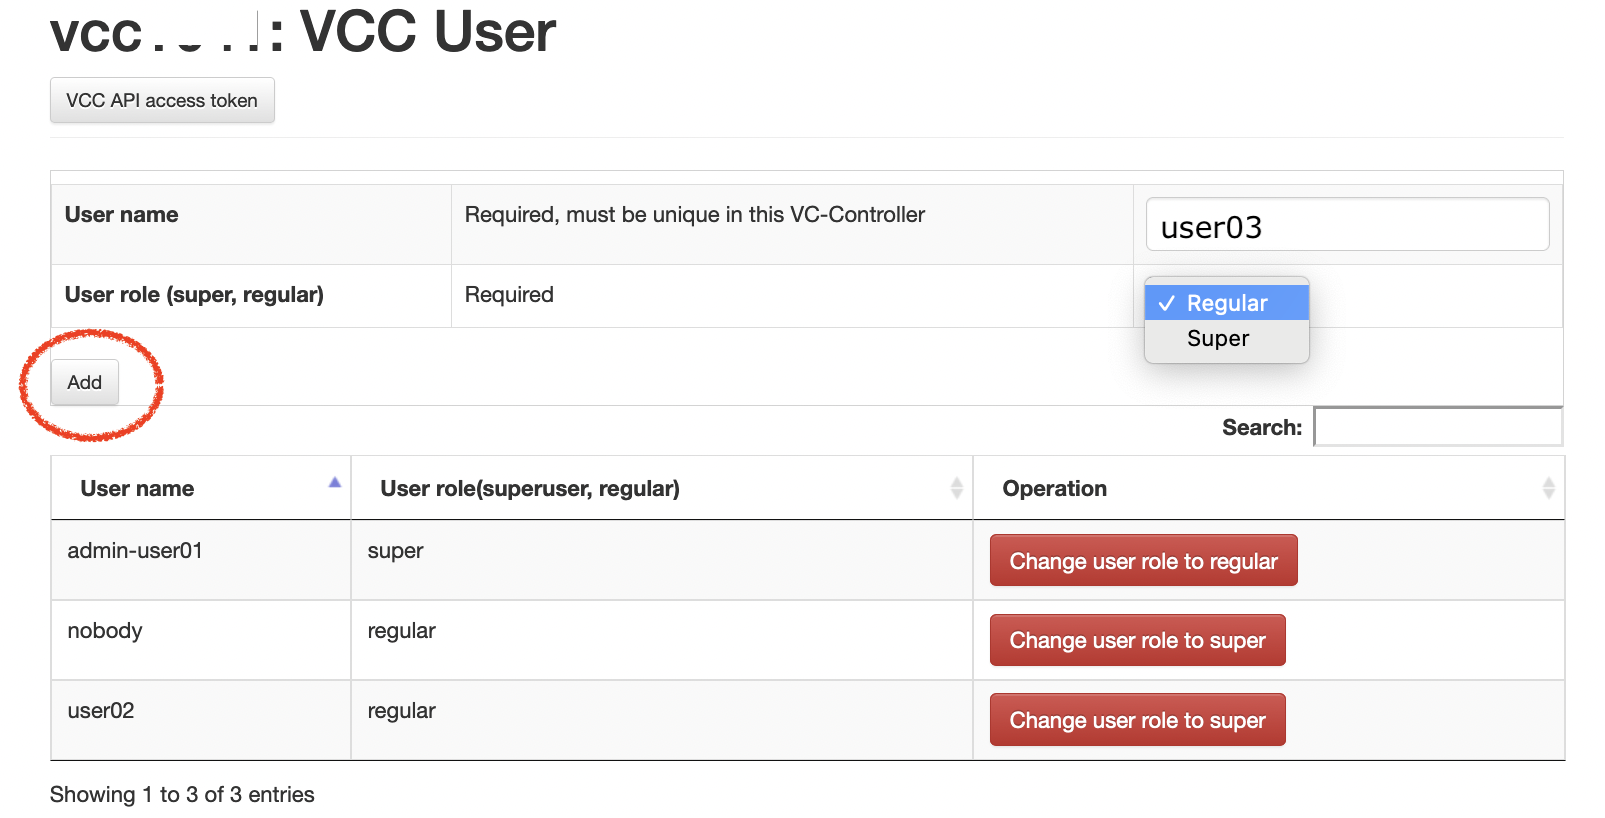 vcc : VCC User
VCC API access token
User name Required, must be unique in this VC-Controller user03
User role (super, regular) Required ✓ Regular
Super
Add
Search:
User name User role(superuser, regular) Operation
admin-user01 super Change user role to regular
nobody regular Change user role to super
user02 regular Change user role to super
Showing 1 to 3 of 3 entries